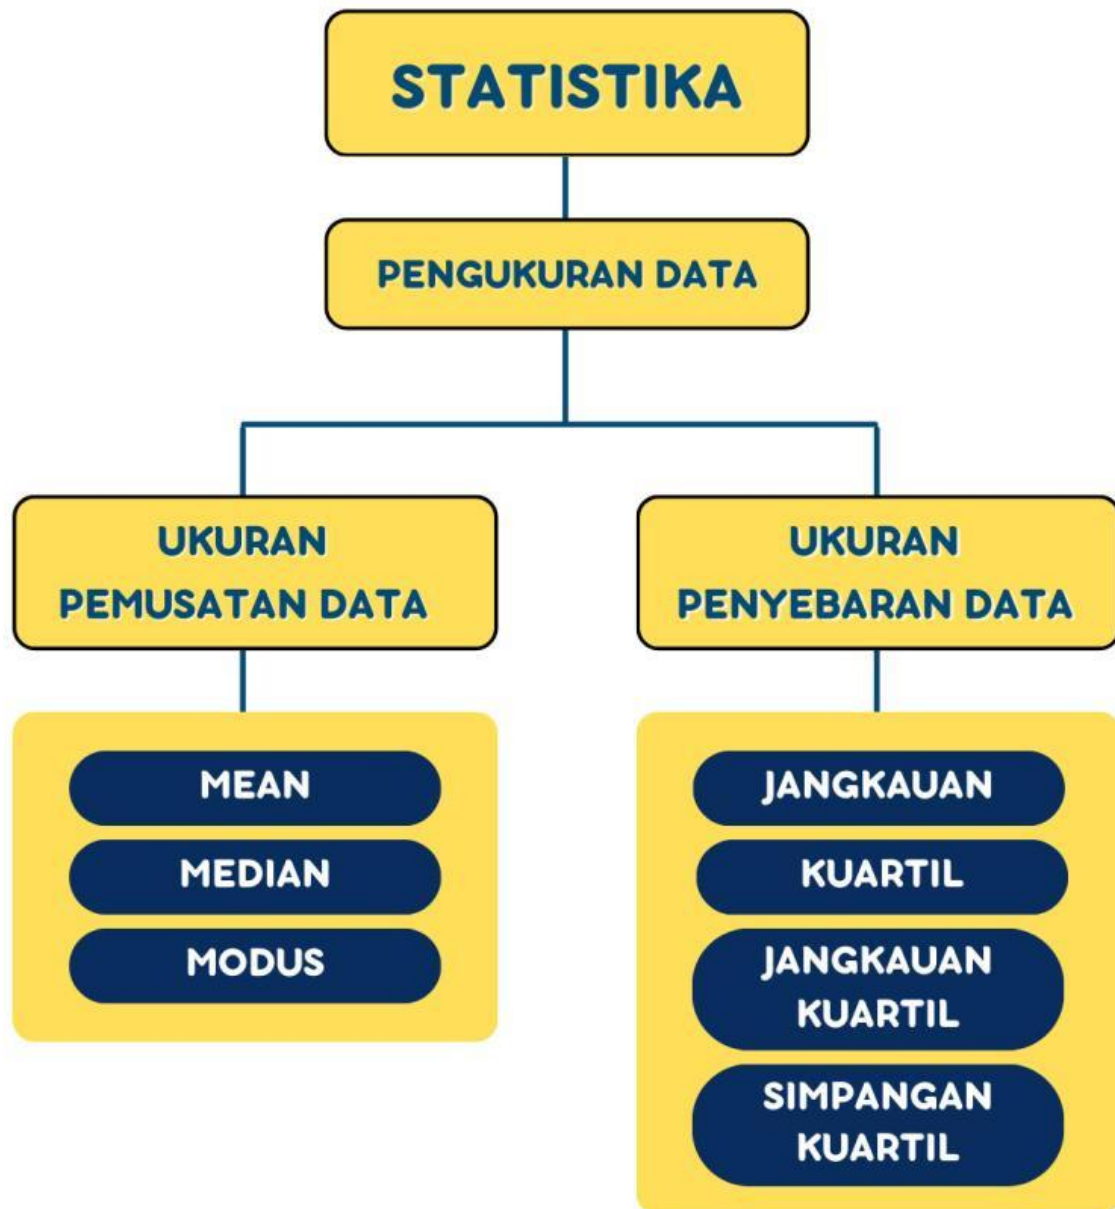 STATISTIKA
PENGUKURAN DATA
UKURAN
PEMUSATAN DATA
MEAN
MEDIAN
MODUS
UKURAN
PENYEBARAN DATA
JANGKAUAN
KUARTIL
JANGKAUAN
KUARTIL
SIMPANGAN
KUARTIL